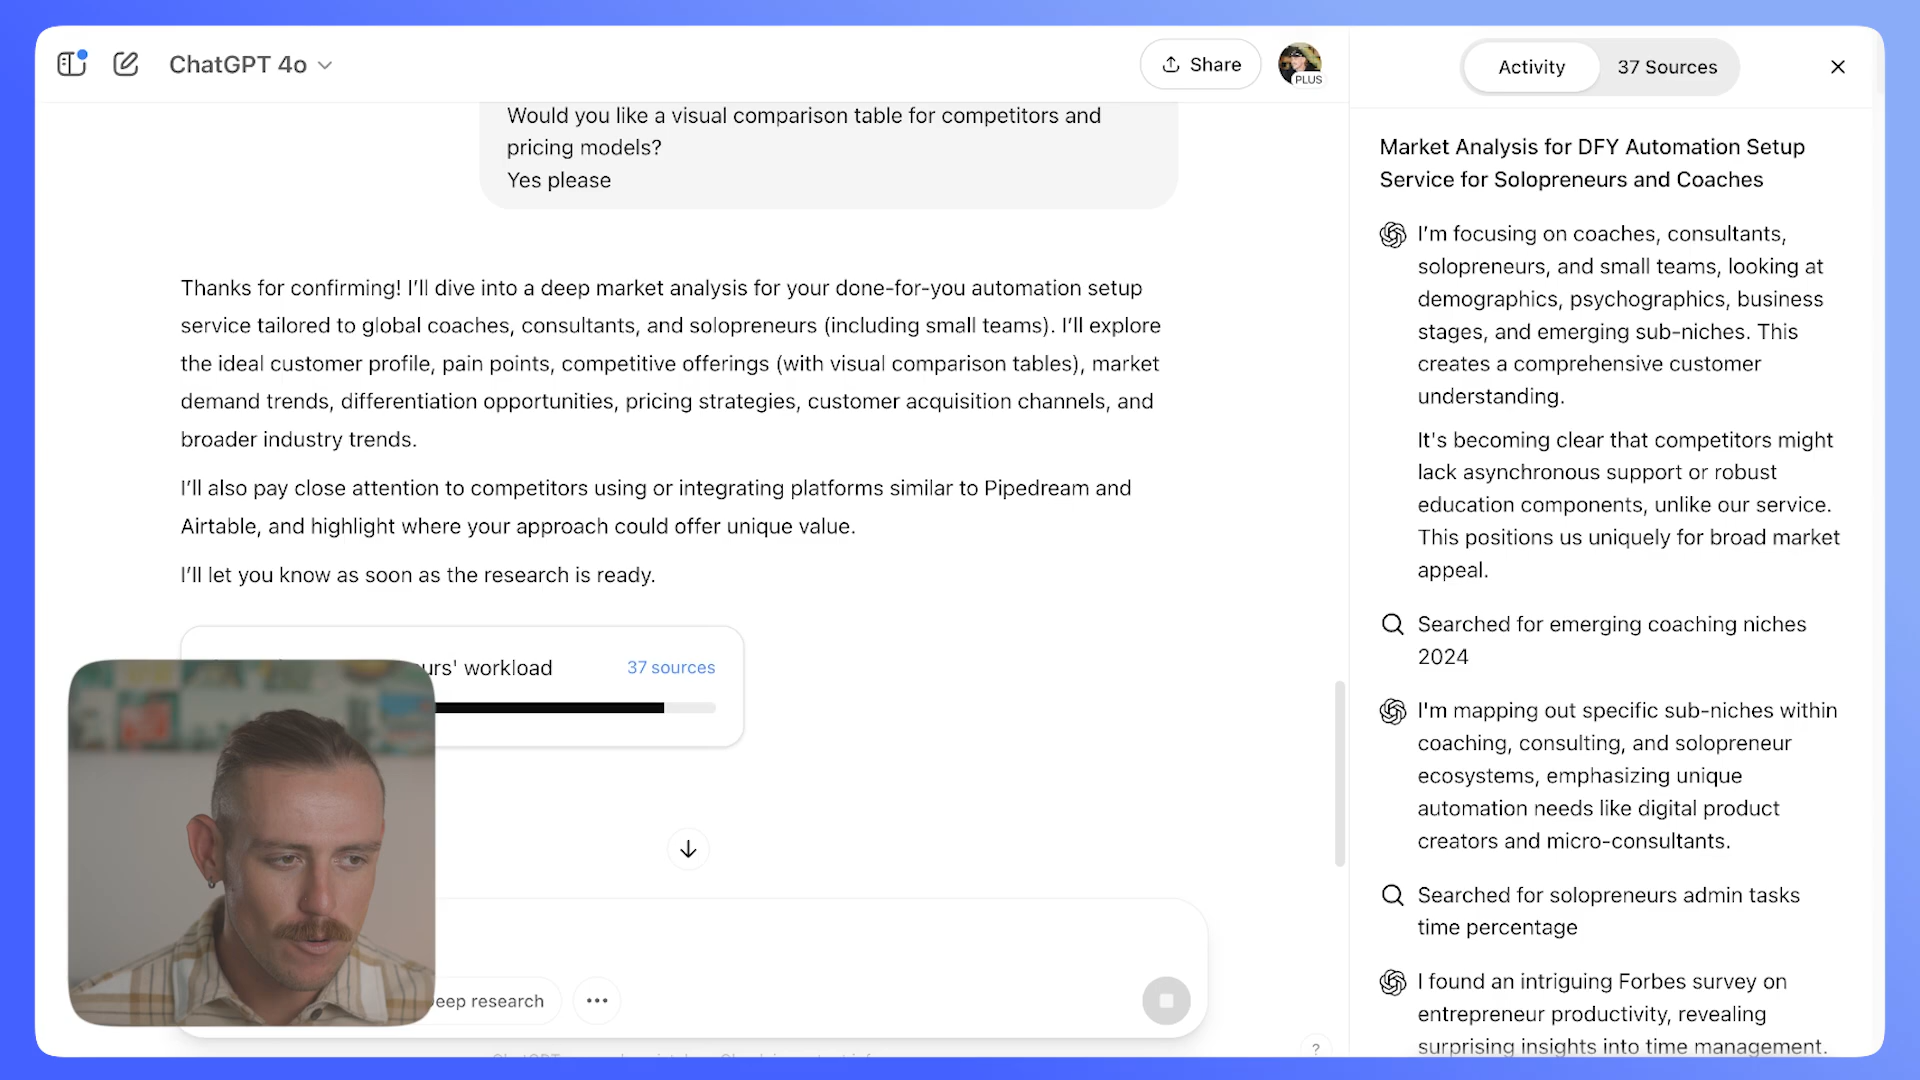 ChatGPT 4o
Share
PLUS
Would you like a visual comparison table for competitors and
pricing models?
Yes please
Thanks for confirming! I'll dive into a deep market analysis for your done-for-you automation setup
service tailored to global coaches, consultants, and solopreneurs (including small teams). I'll explore
the ideal customer profile, pain points, competitive offerings (with visual comparison tables), market
demand trends, differentiation opportunities, pricing strategies, customer acquisition channels, and
broader industry trends.
I'll also pay close attention to competitors using or integrating platforms similar to Pipedream and
Airtable, and highlight where your approach could offer unique value.
I'll let you know as soon as the research is ready.
workload
37 sources
research
?
Activity
37 Sources
Market Analysis for DFY Automation Setup
Service for Solopreneurs and Coaches
I'm focusing on coaches, consultants,
solopreneurs, and small teams, looking at
demographics, psychographics, business
stages, and emerging sub-niches. This
creates a comprehensive customer
understanding.
It's becoming clear that competitors might
lack asynchronous support or robust
education components, unlike our service.
This positions us uniquely for broad market
appeal.
Searched for emerging coaching niches
2024
I'm mapping out specific sub-niches within
coaching, consulting, and solopreneur
ecosystems, emphasizing unique
automation needs like digital product
creators and micro-consultants.
Searched for solopreneurs admin tasks
time percentage
I found an intriguing Forbes survey on
entrepreneur productivity, revealing
surprising insights into time management.